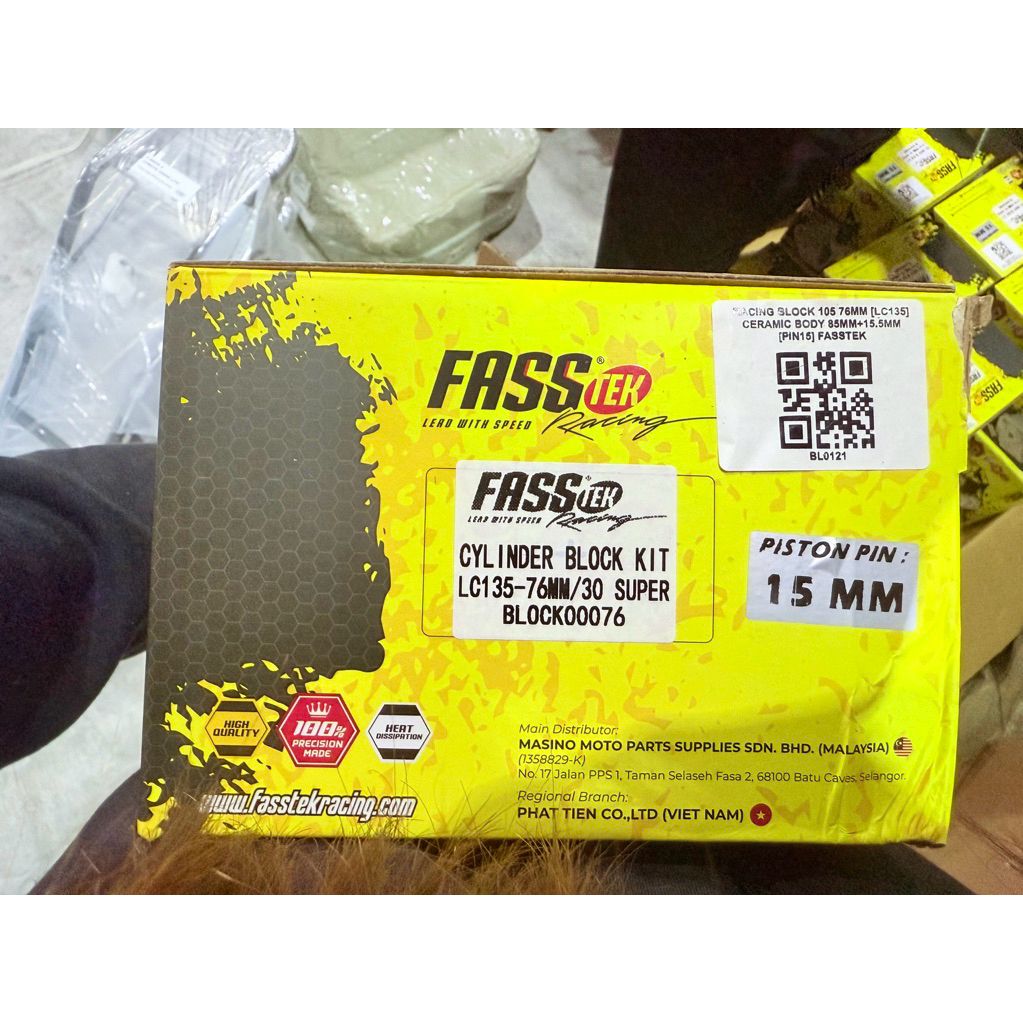 FASSTEK®
Racing
LEAD WITH SPEED
RACING BLOCK 105 76MM [LC135]
CERAMIC BODY 85MM+15.5MM
[PIN15] FASSTEK
BL0121
FASSTEK®
Racing
LEAD WITH SPEED
CYLINDER BLOCK KIT
LC135-76MM/30 SUPER
BLOCK00076
PISTON PIN :
15 MM
HIGH
QUALITY
100%
PRECISION
MADE
HEAT
DISSIPATION
www.fasstekracing.com
Main Distributor:
MASINO MOTO PARTS SUPPLIES SDN. BHD. (MALAYSIA)
(1358829-K)
No. 17 Jalan PPS 1, Taman Selaseh Fasa 2, 68100 Batu Caves, Selangor.
Regional Branch:
PHAT TIEN CO.,LTD (VIET NAM)
FASS
FASS